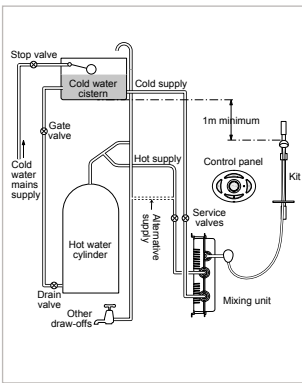 Stop valve
Cold water
cistern
Cold supply
1m minimum
Gate
valve
Hot supply
Cold
water
mains
supply
Control panel
Kit
Alternative
supply
Service
valves
Hot water
cylinder
Mixing unit
Drain
valve
Other
draw-offs